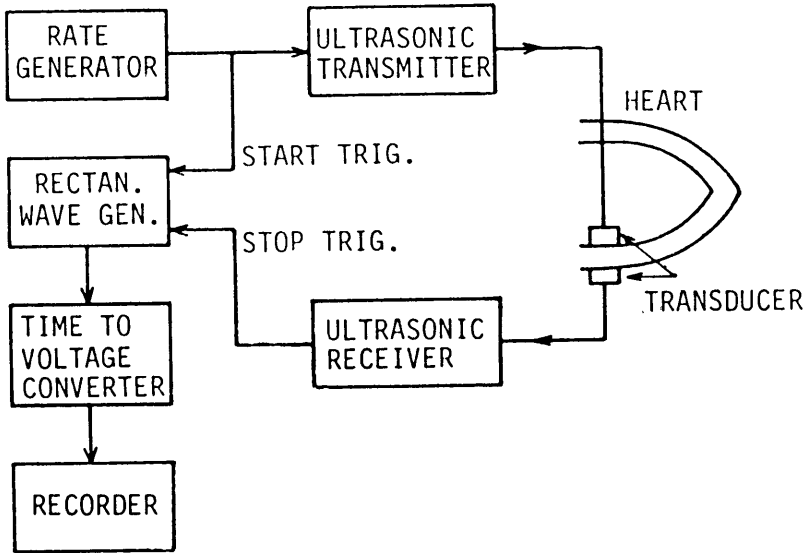 RATE
GENERATOR
ULTRASONIC
TRANSMITTER
HEART
START TRIG.
RECTAN.
WAVE GEN.
STOP TRIG.
TRANSDUCER
TIME TO
VOLTAGE
CONVERTER
ULTRASONIC
RECEIVER
RECORDER